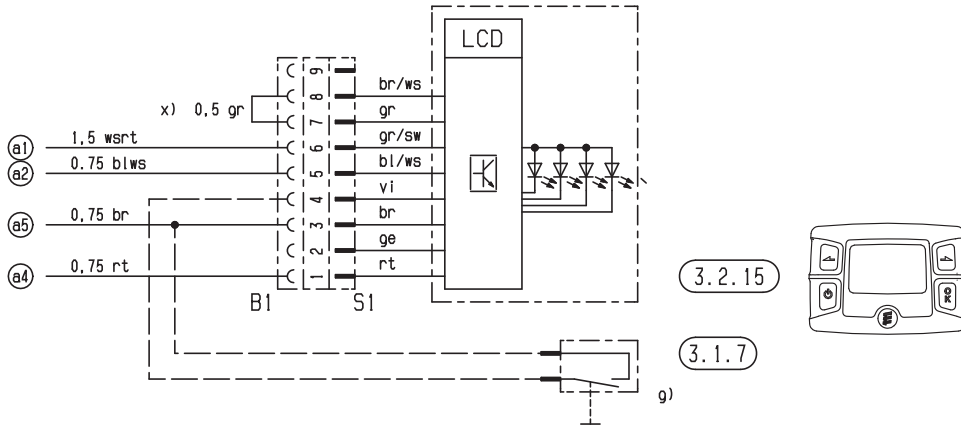 LCD
9
8
7
6
5
4
3
2
1
br/ws
gr
gr/sw
bl/ws
vi
br
ge
rt
x) 0,5 gr
a1 1,5 wsrt
a2 0.75 blws
a5 0,75 br
a4 0,75 rt
B1 S1
3.2.15
3.1.7
g)
OK